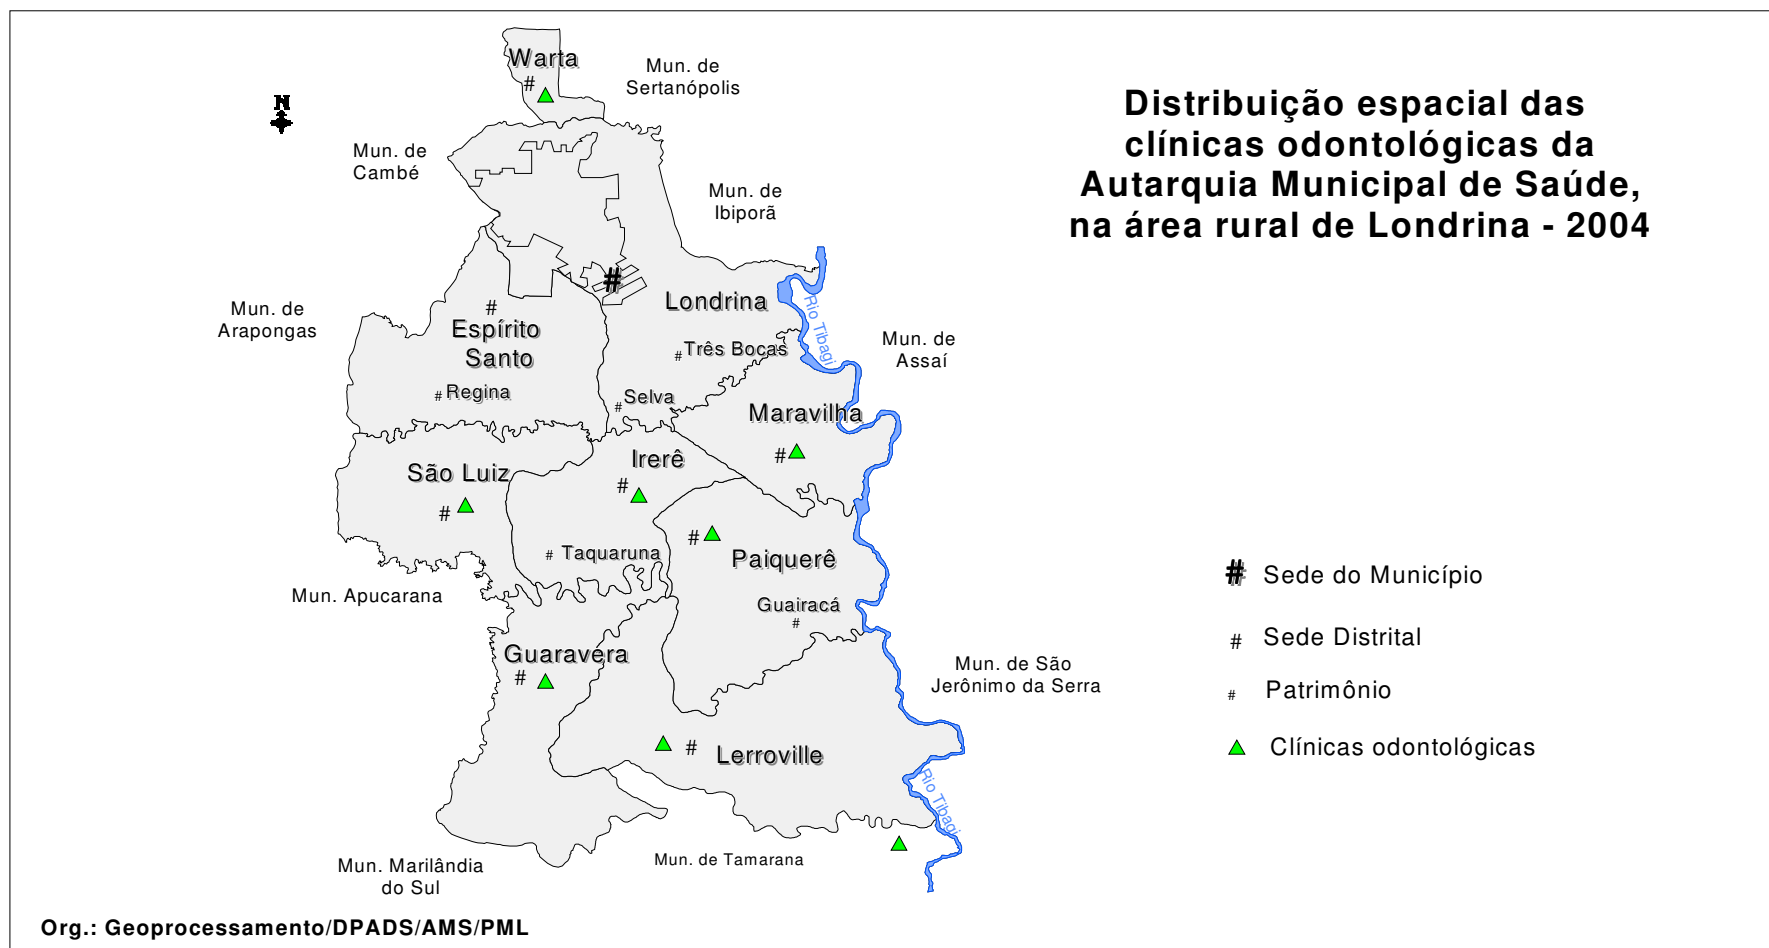 Warta
Mun. de
Sertanópolis
N
Distribuição espacial das
clínicas odontológicas da
Autarquia Municipal de Saúde,
na área rural de Londrina - 2004
Mun. de
Cambé
Mun. de
Ibiporã
Mun. de
Arapongas
Londrina
Rio Tibagi
Espírito
Santo
Três Bocas
Mun. de
Assaí
Regina
Selva
Maravilha
São Luiz
Irerê
Taquaruna
Paiquerê
Mun. Apucarana
Guairacá
Guaravera
Mun. de São
Jerônimo da Serra
Lerroville
Rio Tibagi
Mun. Marilândia
do Sul
Mun. de Tamarana
# Sede do Município
# Sede Distrital
# Patrimônio
Clínicas odontológicas
Org.: Geoprocessamento/DPADS/AMS/PML